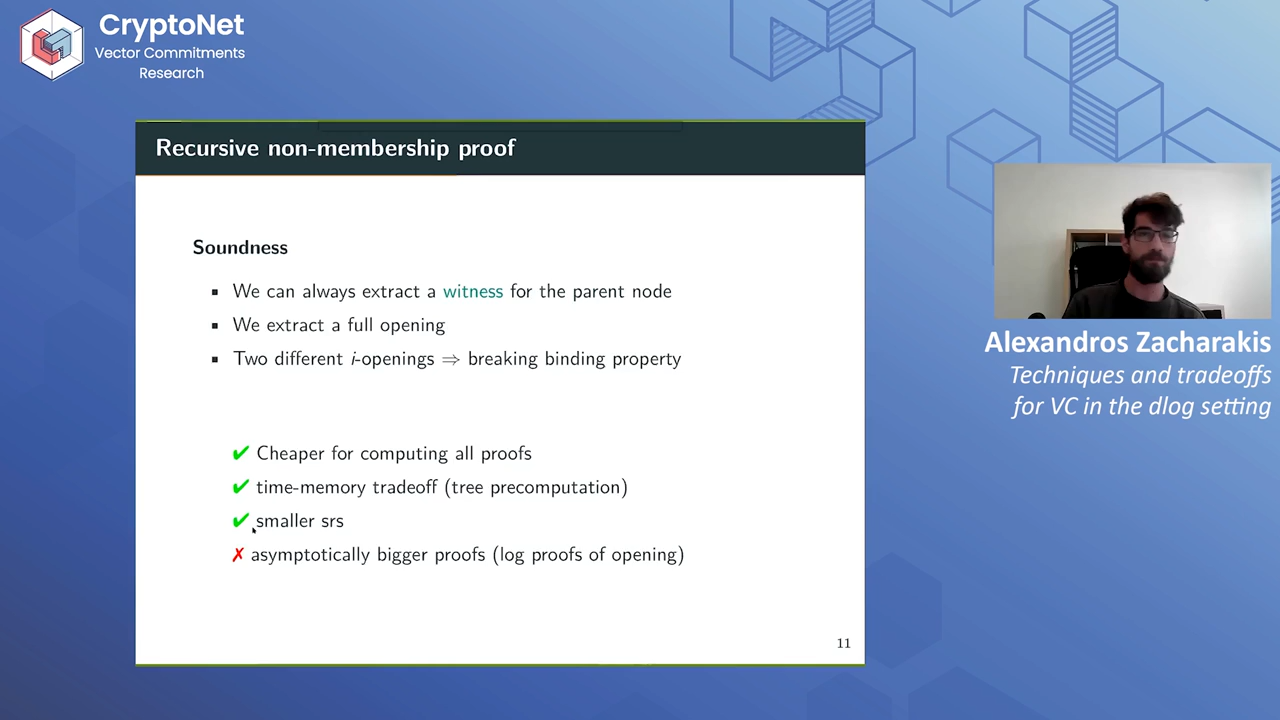 CryptoNet
Vector Commitments
Research
Recursive non-membership proof
Soundness
▪ We can always extract a witness for the parent node
▪ We extract a full opening
▪ Two different i-openings ⇒ breaking binding property
✔ Cheaper for computing all proofs
✔ time-memory tradeoff (tree precomputation)
✔ smaller srs
✗ asymptotically bigger proofs (log proofs of opening)
11
Alexandros Zacharakis
Techniques and tradeoffs
for VC in the dlog setting